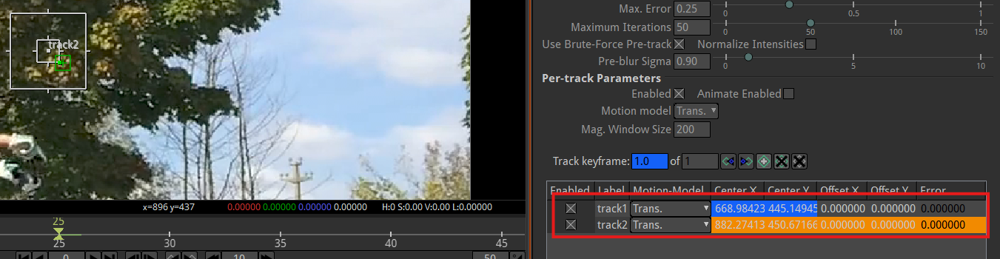 track2
x=896 y=437 0.00000 0.00000 0.00000 0.00000 H:0 S:0.00 V:0.00 L:0.00000
25
25 30 35 40 45
0 10 50
Max. Error 0.25 0 0.5 1
Maximum Iterations 50 0 50 100 150
Use Brute-Force Pre-track Normalize Intensities
Pre-blur Sigma 0.90 0 5 10
Per-track Parameters
Enabled Animate Enabled
Motion model Trans.
Mag. Window Size 200
Track keyframe: 1.0 of 1
Enabled Label Motion-Model Center X Center Y Offset X Offset Y Error
track1 Trans. 668.98423 445.14945 0.000000 0.000000 0.000000
track2 Trans. 882.27413 450.67166 0.000000 0.000000 0.000000